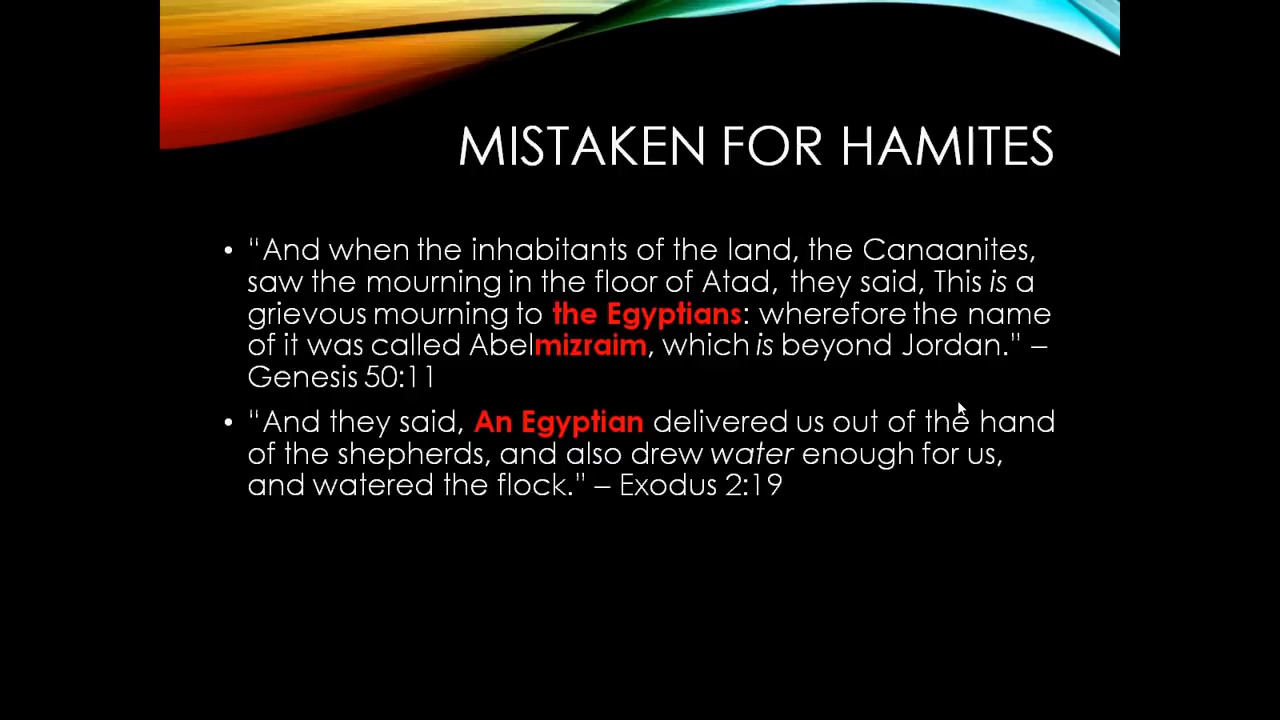 MISTAKEN FOR HAMITES
• "And when the inhabitants of the land, the Canaanites,
saw the mourning in the floor of Atad, they said, This is a
grievous mourning to the Egyptians: wherefore the name
of it was called Abelmizraim, which is beyond Jordan." –
Genesis 50:11
• "And they said, An Egyptian delivered us out of the hand
of the shepherds, and also drew water enough for us,
and watered the flock." – Exodus 2:19